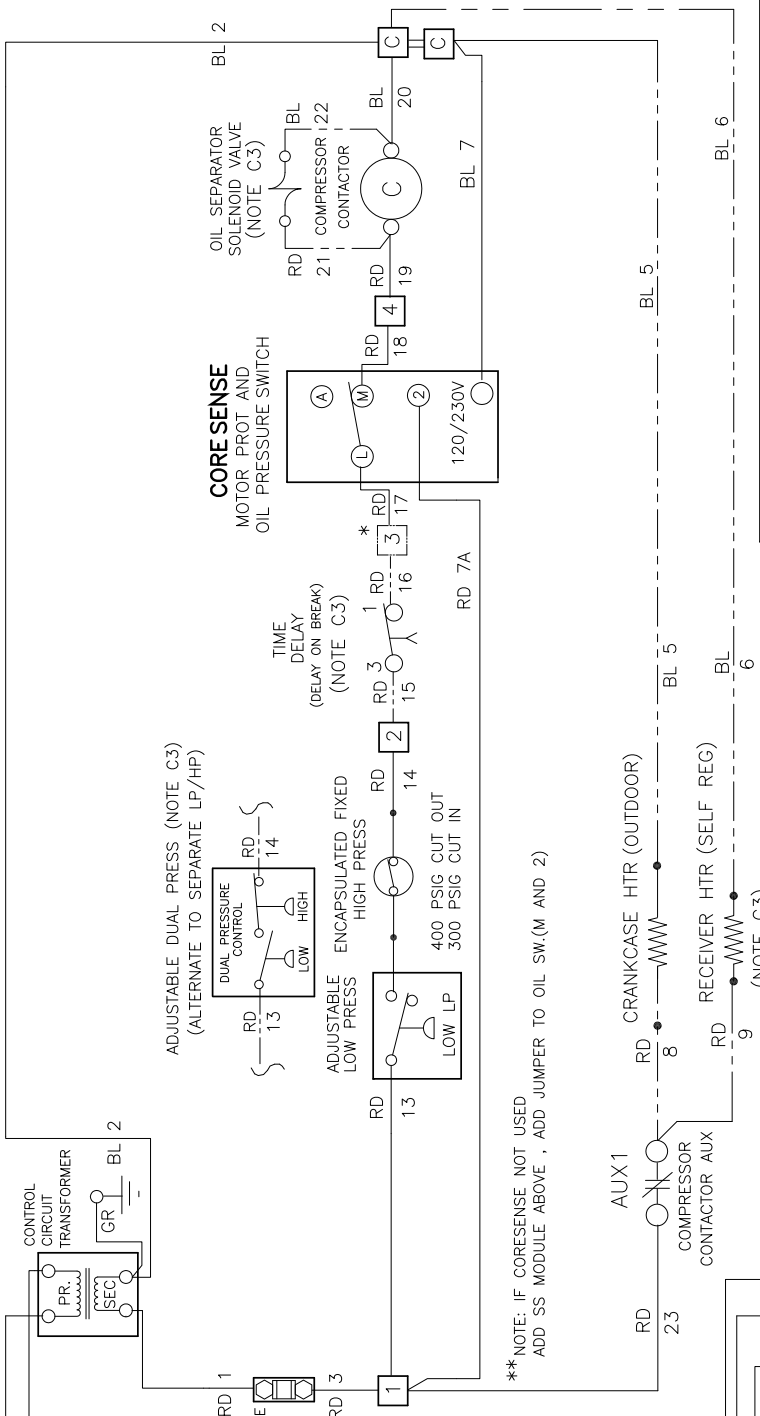 BL 2
C
C
BL
20
BL 7
OIL SEPARATOR
SOLENOID VALVE
(NOTE C3)
BL
22
COMPRESSOR
CONTACTOR
C
RD
21
RD
19
4
RD
18
CORE SENSE
MOTOR PROT AND
OIL PRESSURE SWITCH
A
M
L
2
120/230V
RD
17
*
3
RD
16
1
TIME
DELAY
(DELAY ON BREAK)
(NOTE C3)
3
RD
15
2
RD
14
RD 7A
ADJUSTABLE DUAL PRESS (NOTE C3)
(ALTERNATE TO SEPARATE LP/HP)
RD
14
DUAL PRESSURE
CONTROL
HIGH
LOW
RD
13
ENCAPSULATED FIXED
HIGH PRESS
400 PSIG CUT OUT
300 PSIG CUT IN
ADJUSTABLE
LOW PRESS
LOW LP
RD
13
BL 6
BL 5
BL 5
BL
6
CRANKCASE HTR (OUTDOOR)
RECEIVER HTR (SELF REG)
(NOTE C3)
RD
8
RD
9
AUX1
COMPRESSOR
CONTACTOR AUX
RD
23
**NOTE: IF CORESENSE NOT USED
ADD SS MODULE ABOVE , ADD JUMPER TO OIL SW.(M AND 2)
CONTROL
CIRCUIT
TRANSFORMER
BL 2
GR
PR.
SEC
RD 1
E
RD 3
1